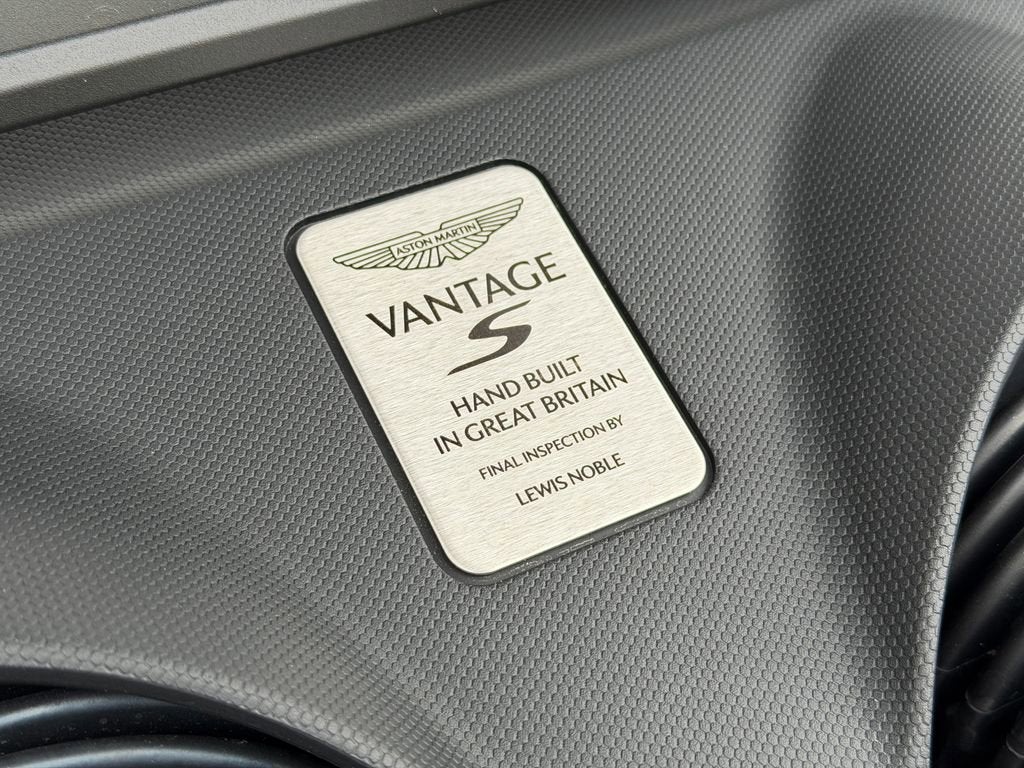 ASTON MARTIN
VANTAGE
S
HAND BUILT
IN GREAT BRITAIN
FINAL INSPECTION BY
LEWIS NOBLE